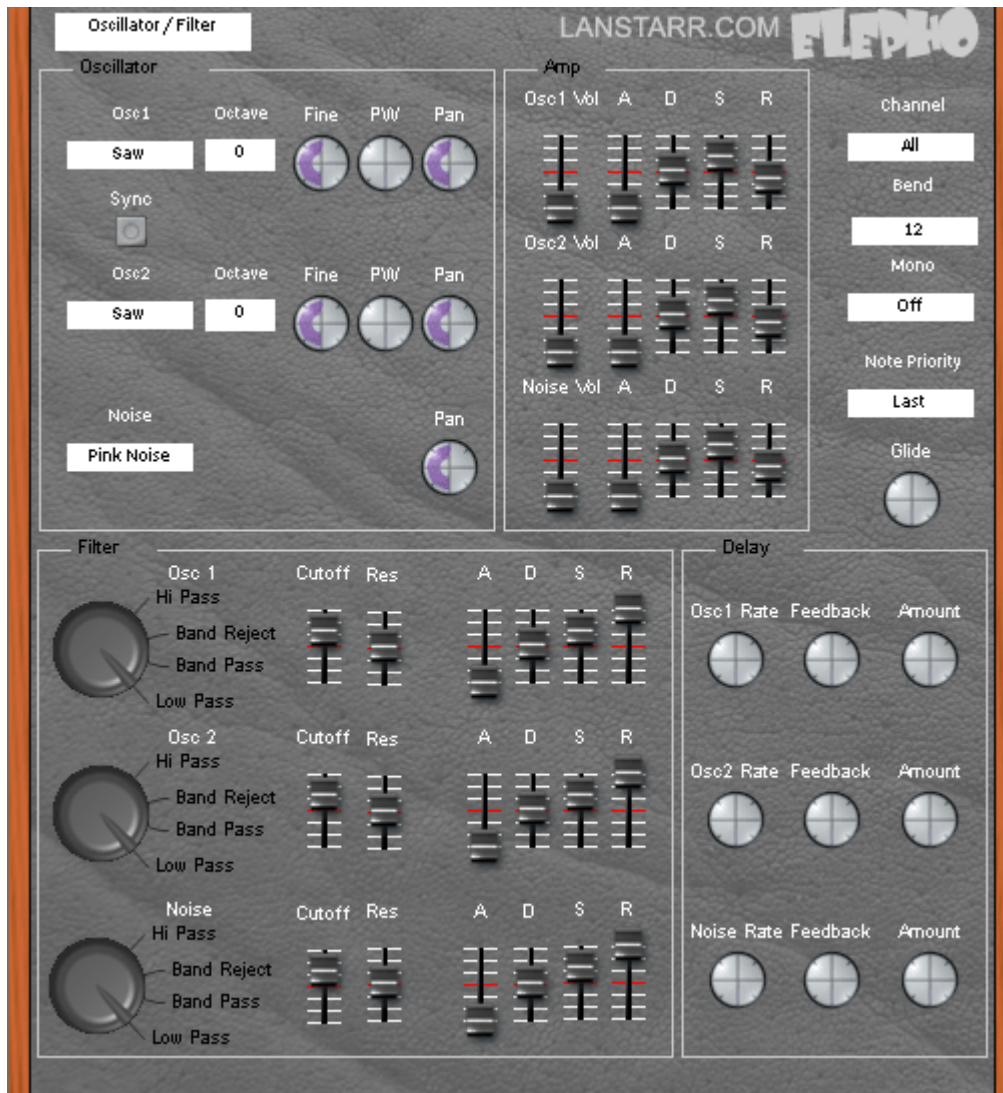 Oscillator / Filter
LANSTARR.COM ELEPHO
Oscillator
Osc1 Octave Fine PW Pan
Saw 0
Sync
Osc2 Octave Fine PW Pan
Saw 0
Noise Pan
Pink Noise
Amp
Osc1 Vol A D S R
Osc2 Vol A D S R
Noise Vol A D S R
Channel
All
Bend
12
Mono
Off
Note Priority
Last
Glide
Filter
Osc 1 Cutoff Res A D S R
Hi Pass
Band Reject
Band Pass
Low Pass
Osc 2 Cutoff Res A D S R
Hi Pass
Band Reject
Band Pass
Low Pass
Noise Cutoff Res A D S R
Hi Pass
Band Reject
Band Pass
Low Pass
Delay
Osc1 Rate Feedback Amount
Osc2 Rate Feedback Amount
Noise Rate Feedback Amount